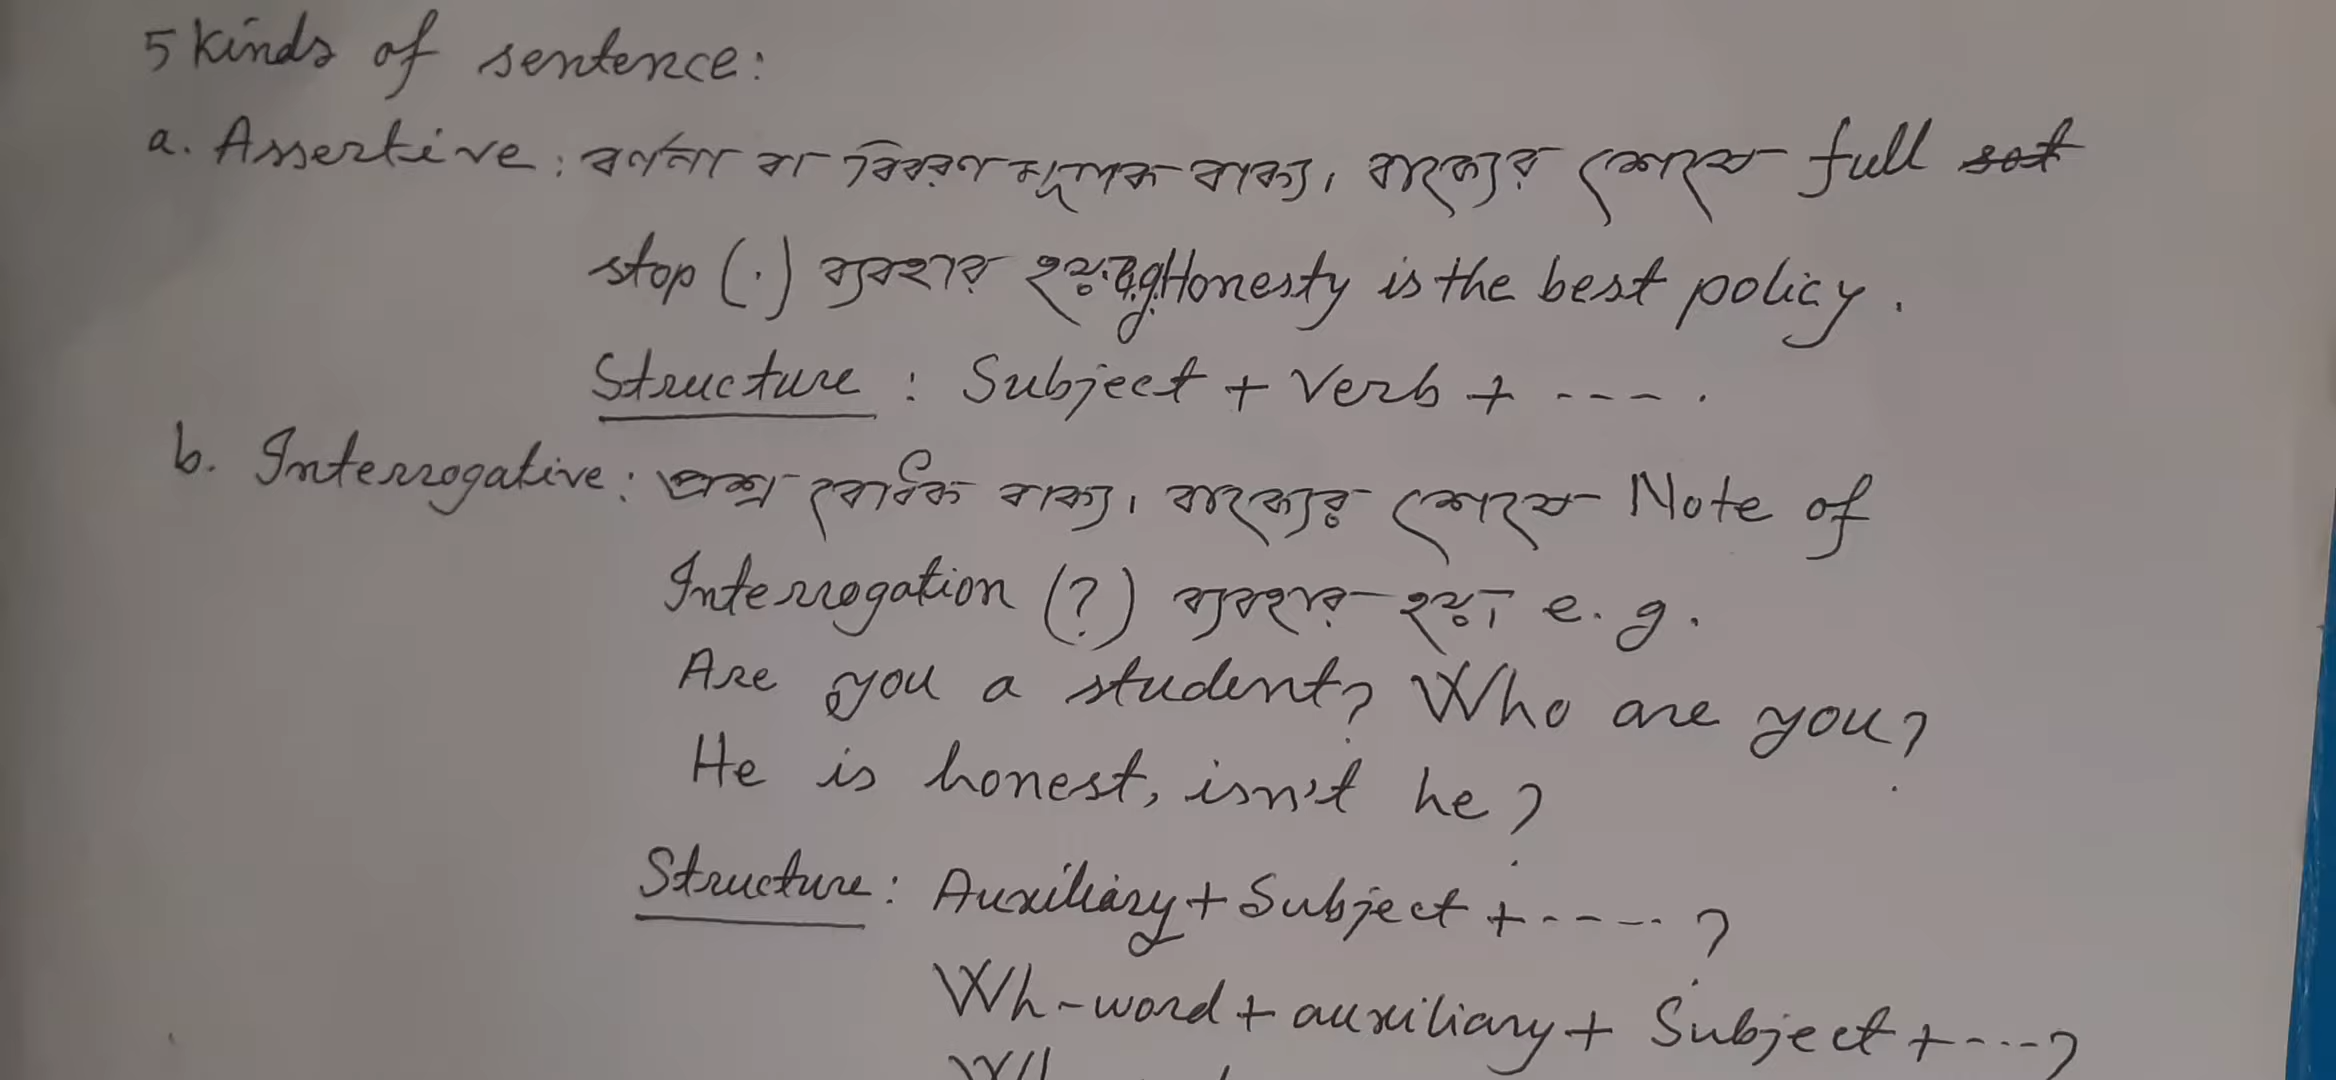 5 kinds of sentence:
a. Assertive: বর্ণনা বা বিবরণ মূলক বাক্য, বাক্যের শেষে full
stop (.) ব্যবহার হয়। e.g. Honesty is the best policy.
Structure: Subject + Verb + ----.
b. Interrogative: প্রশ্ন বোধক বাক্য, বাক্যের শেষে Note of
Interrogation (?) ব্যবহার হয়। e.g.
Are you a student? Who are you?
He is honest, isn't he?
Structure: Auxiliary + Subject + -----?
Wh-word + auxiliary + Subject + ----?